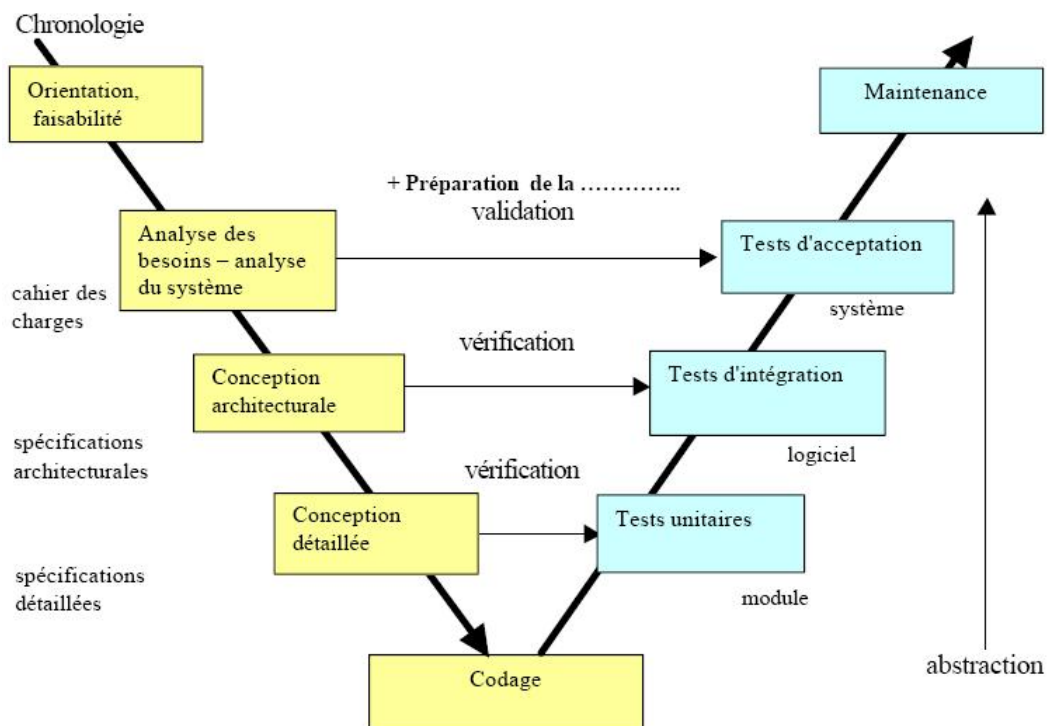 Chronologie
Orientation,
faisabilité
Maintenance
+ Préparation de la …………..
validation
Analyse des
besoins – analyse
du système
Tests d'acceptation
cahier des
charges
système
vérification
Conception
architecturale
Tests d'intégration
spécifications
architecturales
logiciel
vérification
Conception
détaillée
Tests unitaires
spécifications
détaillées
module
abstraction
Codage